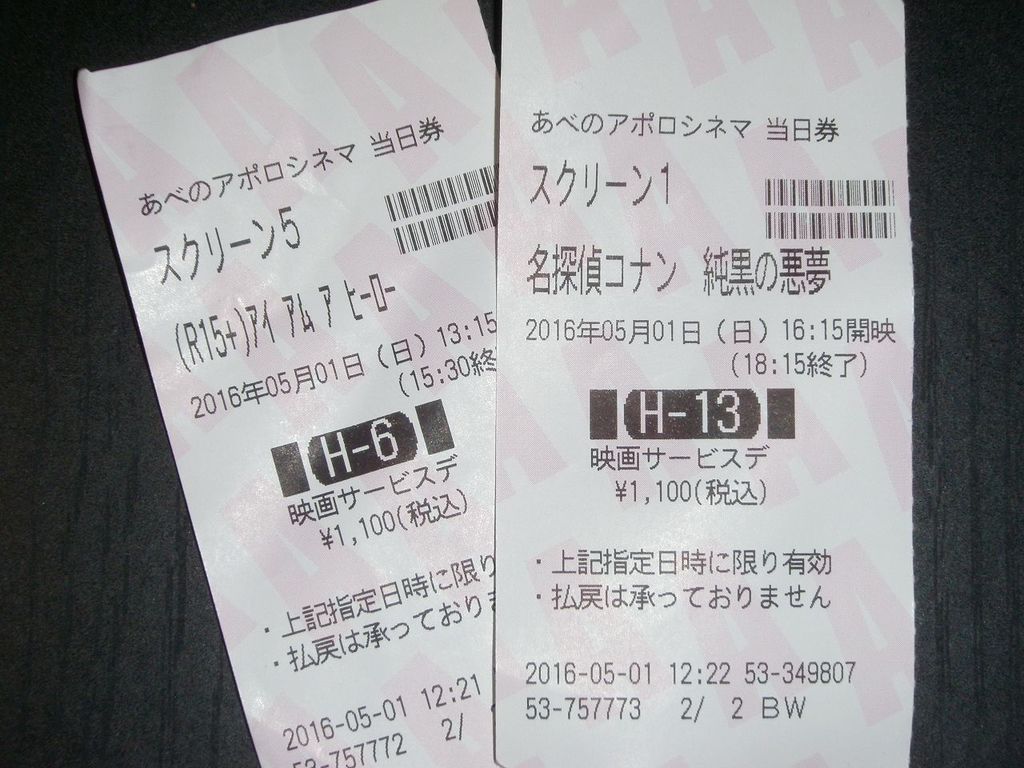 あべのアポロシネマ 当日券
スクリーン5
(R15+)アイ アム ア ヒーロー
2016年05月01日（日）13:15
(15:30終
H-6
映画サービスデ
¥1,100(税込)
・上記指定日時に限り
・払戻は承っており
2016-05-01 12:21
53-757772 2/
あべのアポロシネマ 当日券
スクリーン1
名探偵コナン 純黒の悪夢
2016年05月01日（日）16:15開映
(18:15終了)
H-13
映画サービスデ
¥1,100(税込)
・上記指定日時に限り有効
・払戻は承っておりません
2016-05-01 12:22 53-349807
53-757773 2/ 2 BW